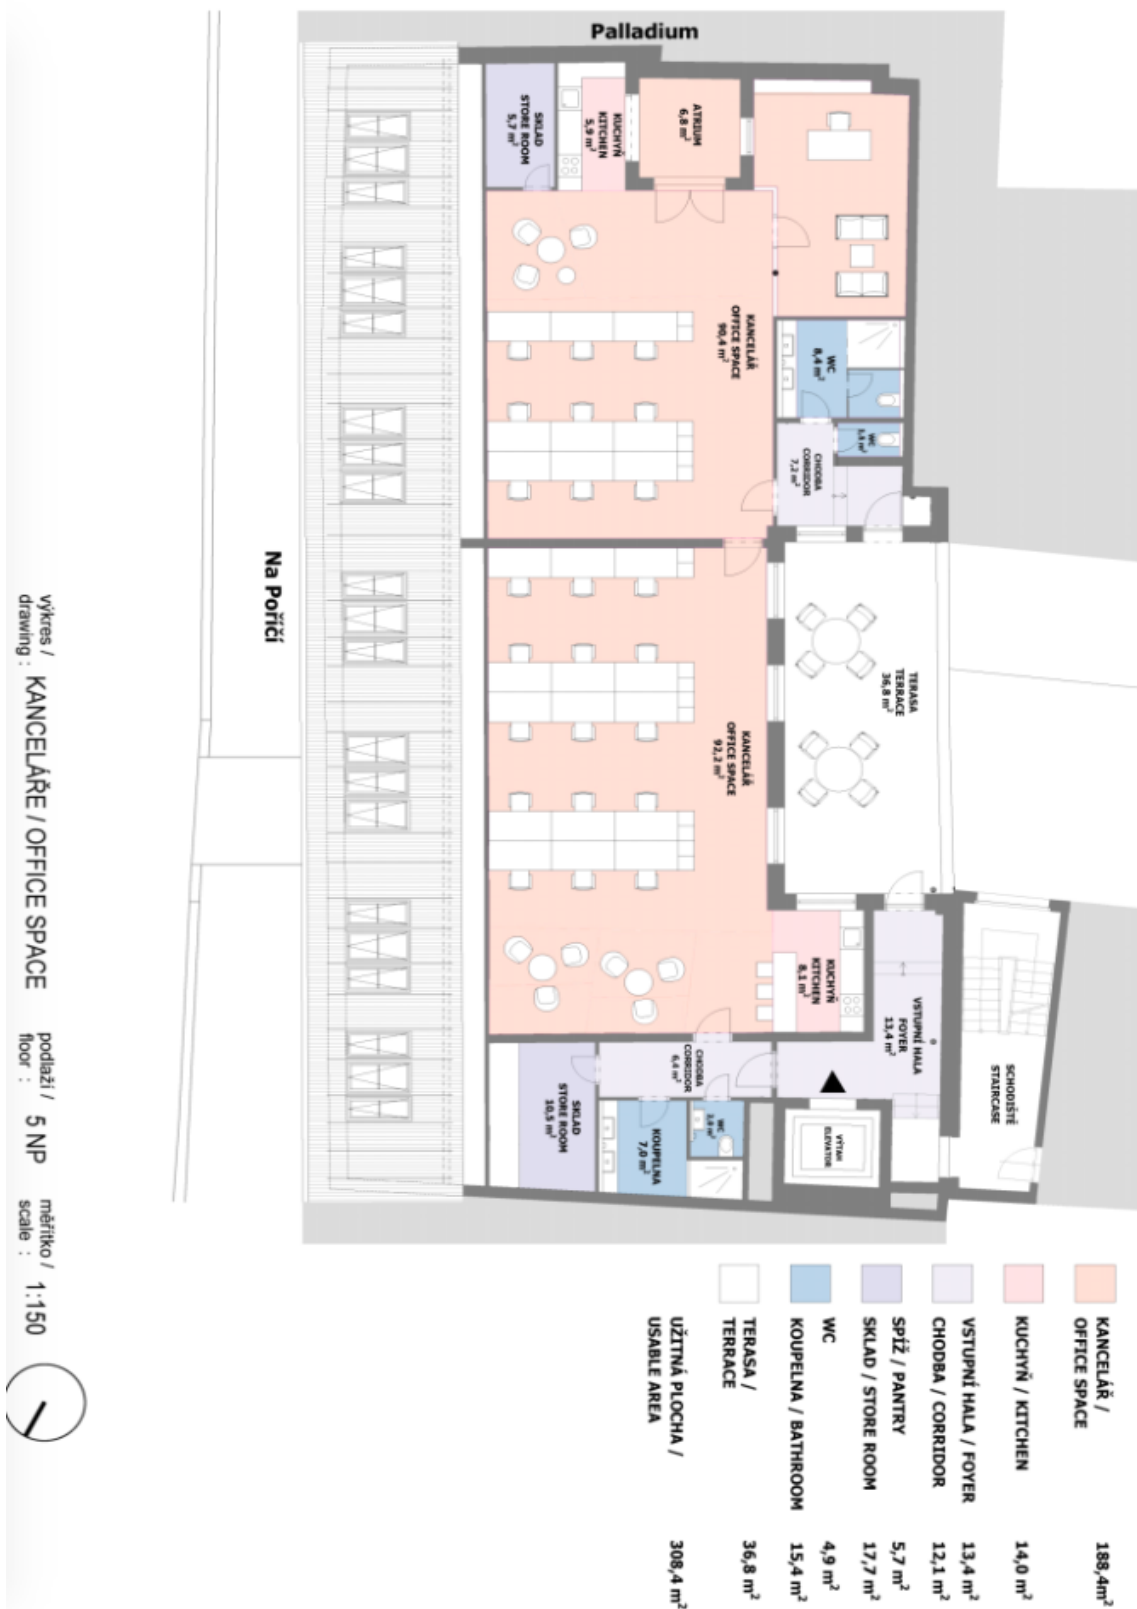 Palladium
SKLAD
STORE ROOM
5,7 m²
KUCHYŇ
KITCHEN
5,9 m²
ATRIUM
6,8 m²
KANCELÁŘ
OFFICE SPACE
90,4 m²
WC
8,4 m²
WC
CHODBA
CORRIDOR
7,2 m²
TERASA
TERRACE
36,8 m²
KANCELÁŘ
OFFICE SPACE
92,2 m²
KUCHYŇ
KITCHEN
8,1 m²
VSTUPNÍ HALA
FOYER
13,4 m²
SCHODIŠTĚ
STAIRCASE
CHODBA
CORRIDOR
6,4 m²
SKLAD
STORE ROOM
10,5 m²
KOUPELNA
7,0 m²
WC
VÝTAH
ELEVATOR
Na Poříčí
KANCELÁŘ /
OFFICE SPACE 188,4m²
KUCHYŇ / KITCHEN 14,0 m²
VSTUPNÍ HALA / FOYER 13,4 m²
CHODBA / CORRIDOR 12,1 m²
SPÍŽ / PANTRY 5,7 m²
SKLAD / STORE ROOM 17,7 m²
WC 4,9 m²
KOUPELNA / BATHROOM 15,4 m²
TERASA /
TERRACE 36,8 m²
UŽITNÁ PLOCHA /
USABLE AREA 308,4 m²
výkres /
drawing : KANCELÁŘE / OFFICE SPACE
podlaží /
floor : 5 NP
měřítko /
scale : 1:150